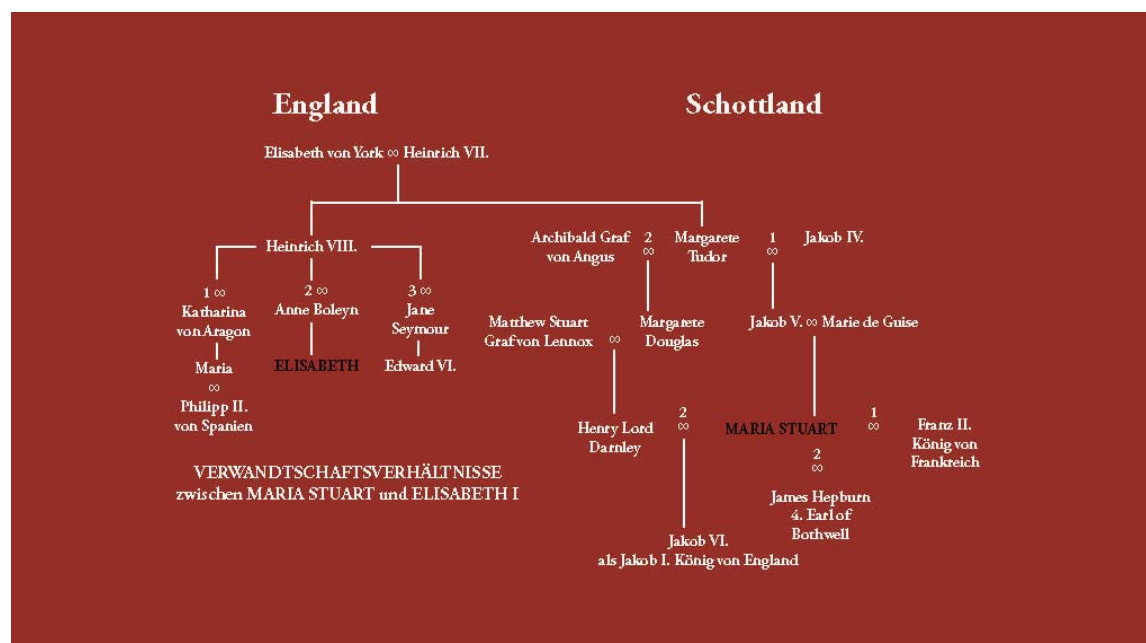 England
Schottland
Elisabeth von York ∞ Heinrich VII.
Heinrich VIII.
Archibald Graf
von Angus
2
∞
Margarete
Tudor
1
∞
Jakob IV.
1 ∞
Katharina
von Aragon
2 ∞
Anne Boleyn
3 ∞
Jane
Seymour
Matthew Stuart
Graf von Lennox
∞
Margarete
Douglas
Jakob V. ∞ Marie de Guise
Maria
∞
Philipp II.
von Spanien
ELISABETH
Edward VI.
Henry Lord
Darnley
2
∞
MARIA STUART
1
∞
Franz II.
König von
Frankreich
2
∞
James Hepburn
4. Earl of
Bothwell
VERWANDTSCHAFTSVERHÄLTNISSE
zwischen MARIA STUART und ELISABETH I
Jakob VI.
als Jakob I. König von England